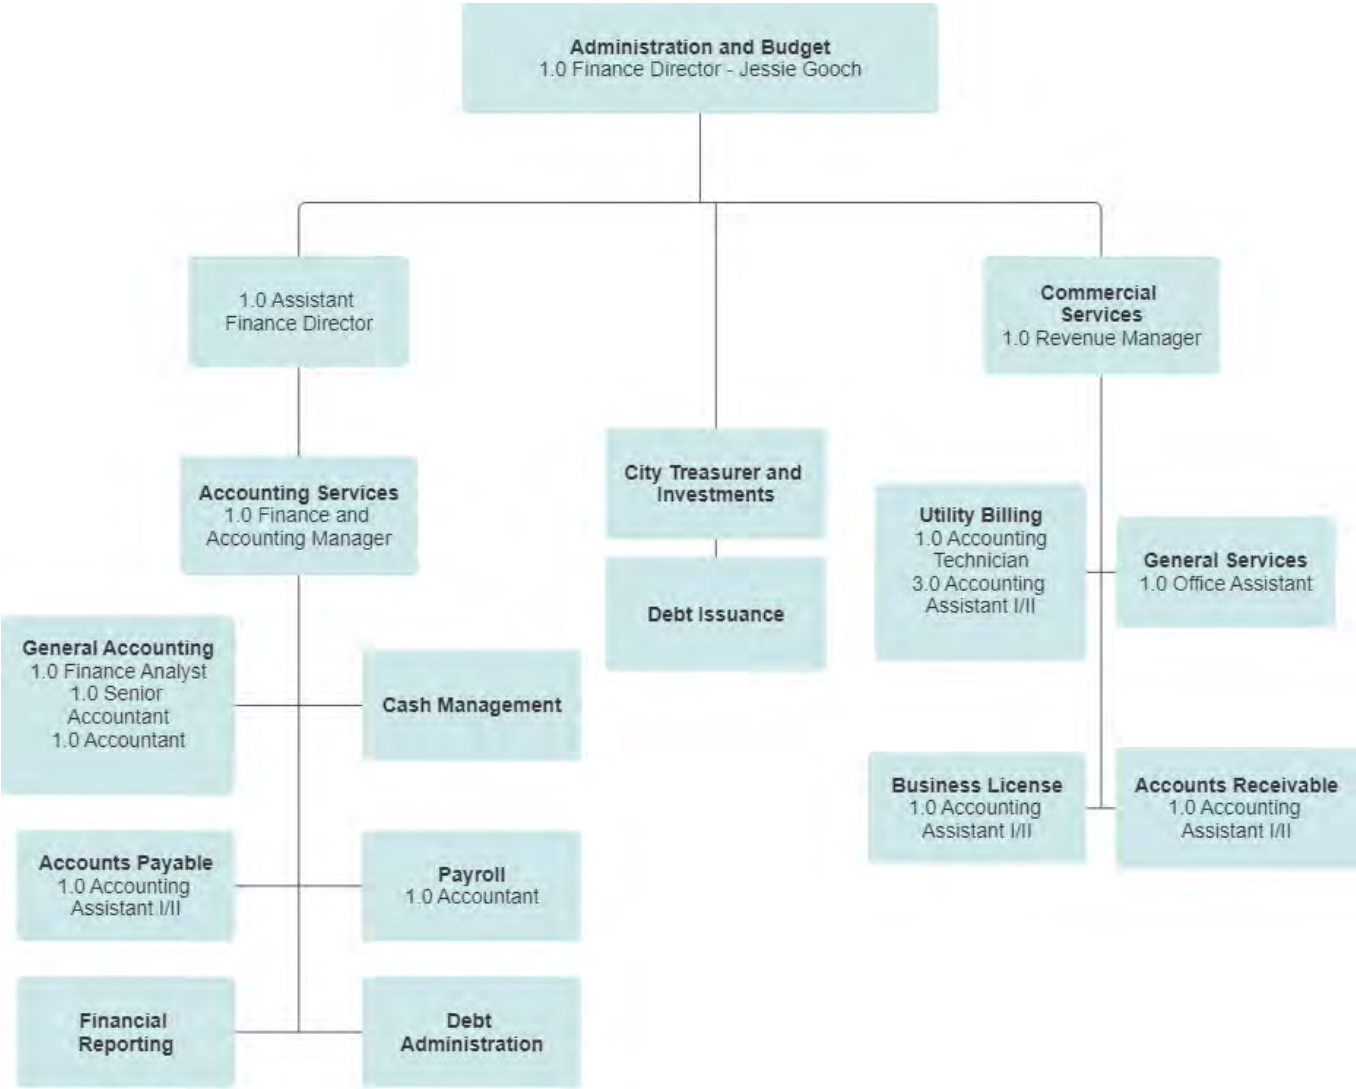 Administration and Budget
1.0 Finance Director - Jessie Gooch
1.0 Assistant
Finance Director
Commercial
Services
1.0 Revenue Manager
Accounting Services
1.0 Finance and
Accounting Manager
City Treasurer and
Investments
Debt Issuance
Utility Billing
1.0 Accounting
Technician
3.0 Accounting
Assistant I/II
General Services
1.0 Office Assistant
General Accounting
1.0 Finance Analyst
1.0 Senior
Accountant
1.0 Accountant
Cash Management
Business License
1.0 Accounting
Assistant I/II
Accounts Receivable
1.0 Accounting
Assistant I/II
Accounts Payable
1.0 Accounting
Assistant I/II
Payroll
1.0 Accountant
Financial
Reporting
Debt
Administration